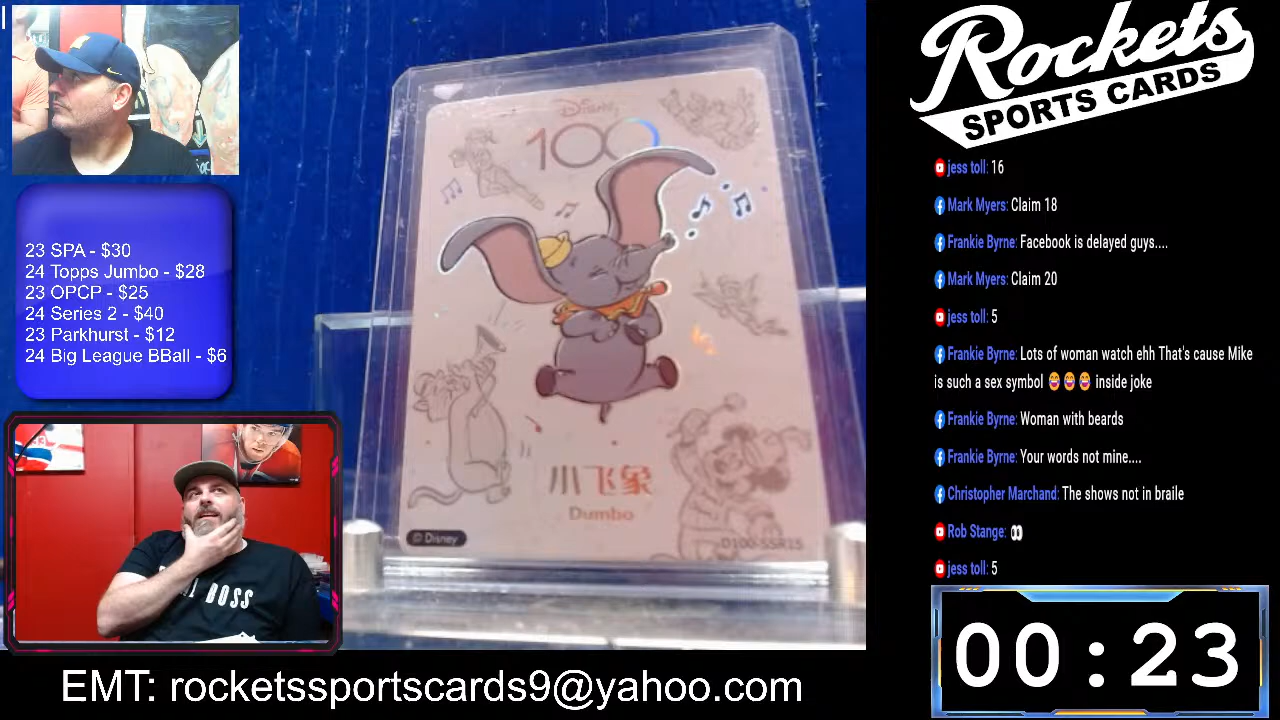 23 SPA - $30
24 Topps Jumbo - $28
23 OPCP - $25
24 Series 2 - $40
23 Parkhurst - $12
24 Big League BBall - $6
BOSS
Disney
100
小飞象
Dumbo
© Disney
D100-SSR15
EMT: rocketssportscards9@yahoo.com
Rockets
SPORTS CARDS
jess toll: 16
Mark Myers: Claim 18
Frankie Byrne: Facebook is delayed guys....
Mark Myers: Claim 20
jess toll: 5
Frankie Byrne: Lots of woman watch ehh That's cause Mike
is such a sex symbol 😂😂😂 inside joke
Frankie Byrne: Woman with beards
Frankie Byrne: Your words not mine....
Christopher Marchand: The shows not in braile
Rob Stange: 👀
jess toll: 5
00:23